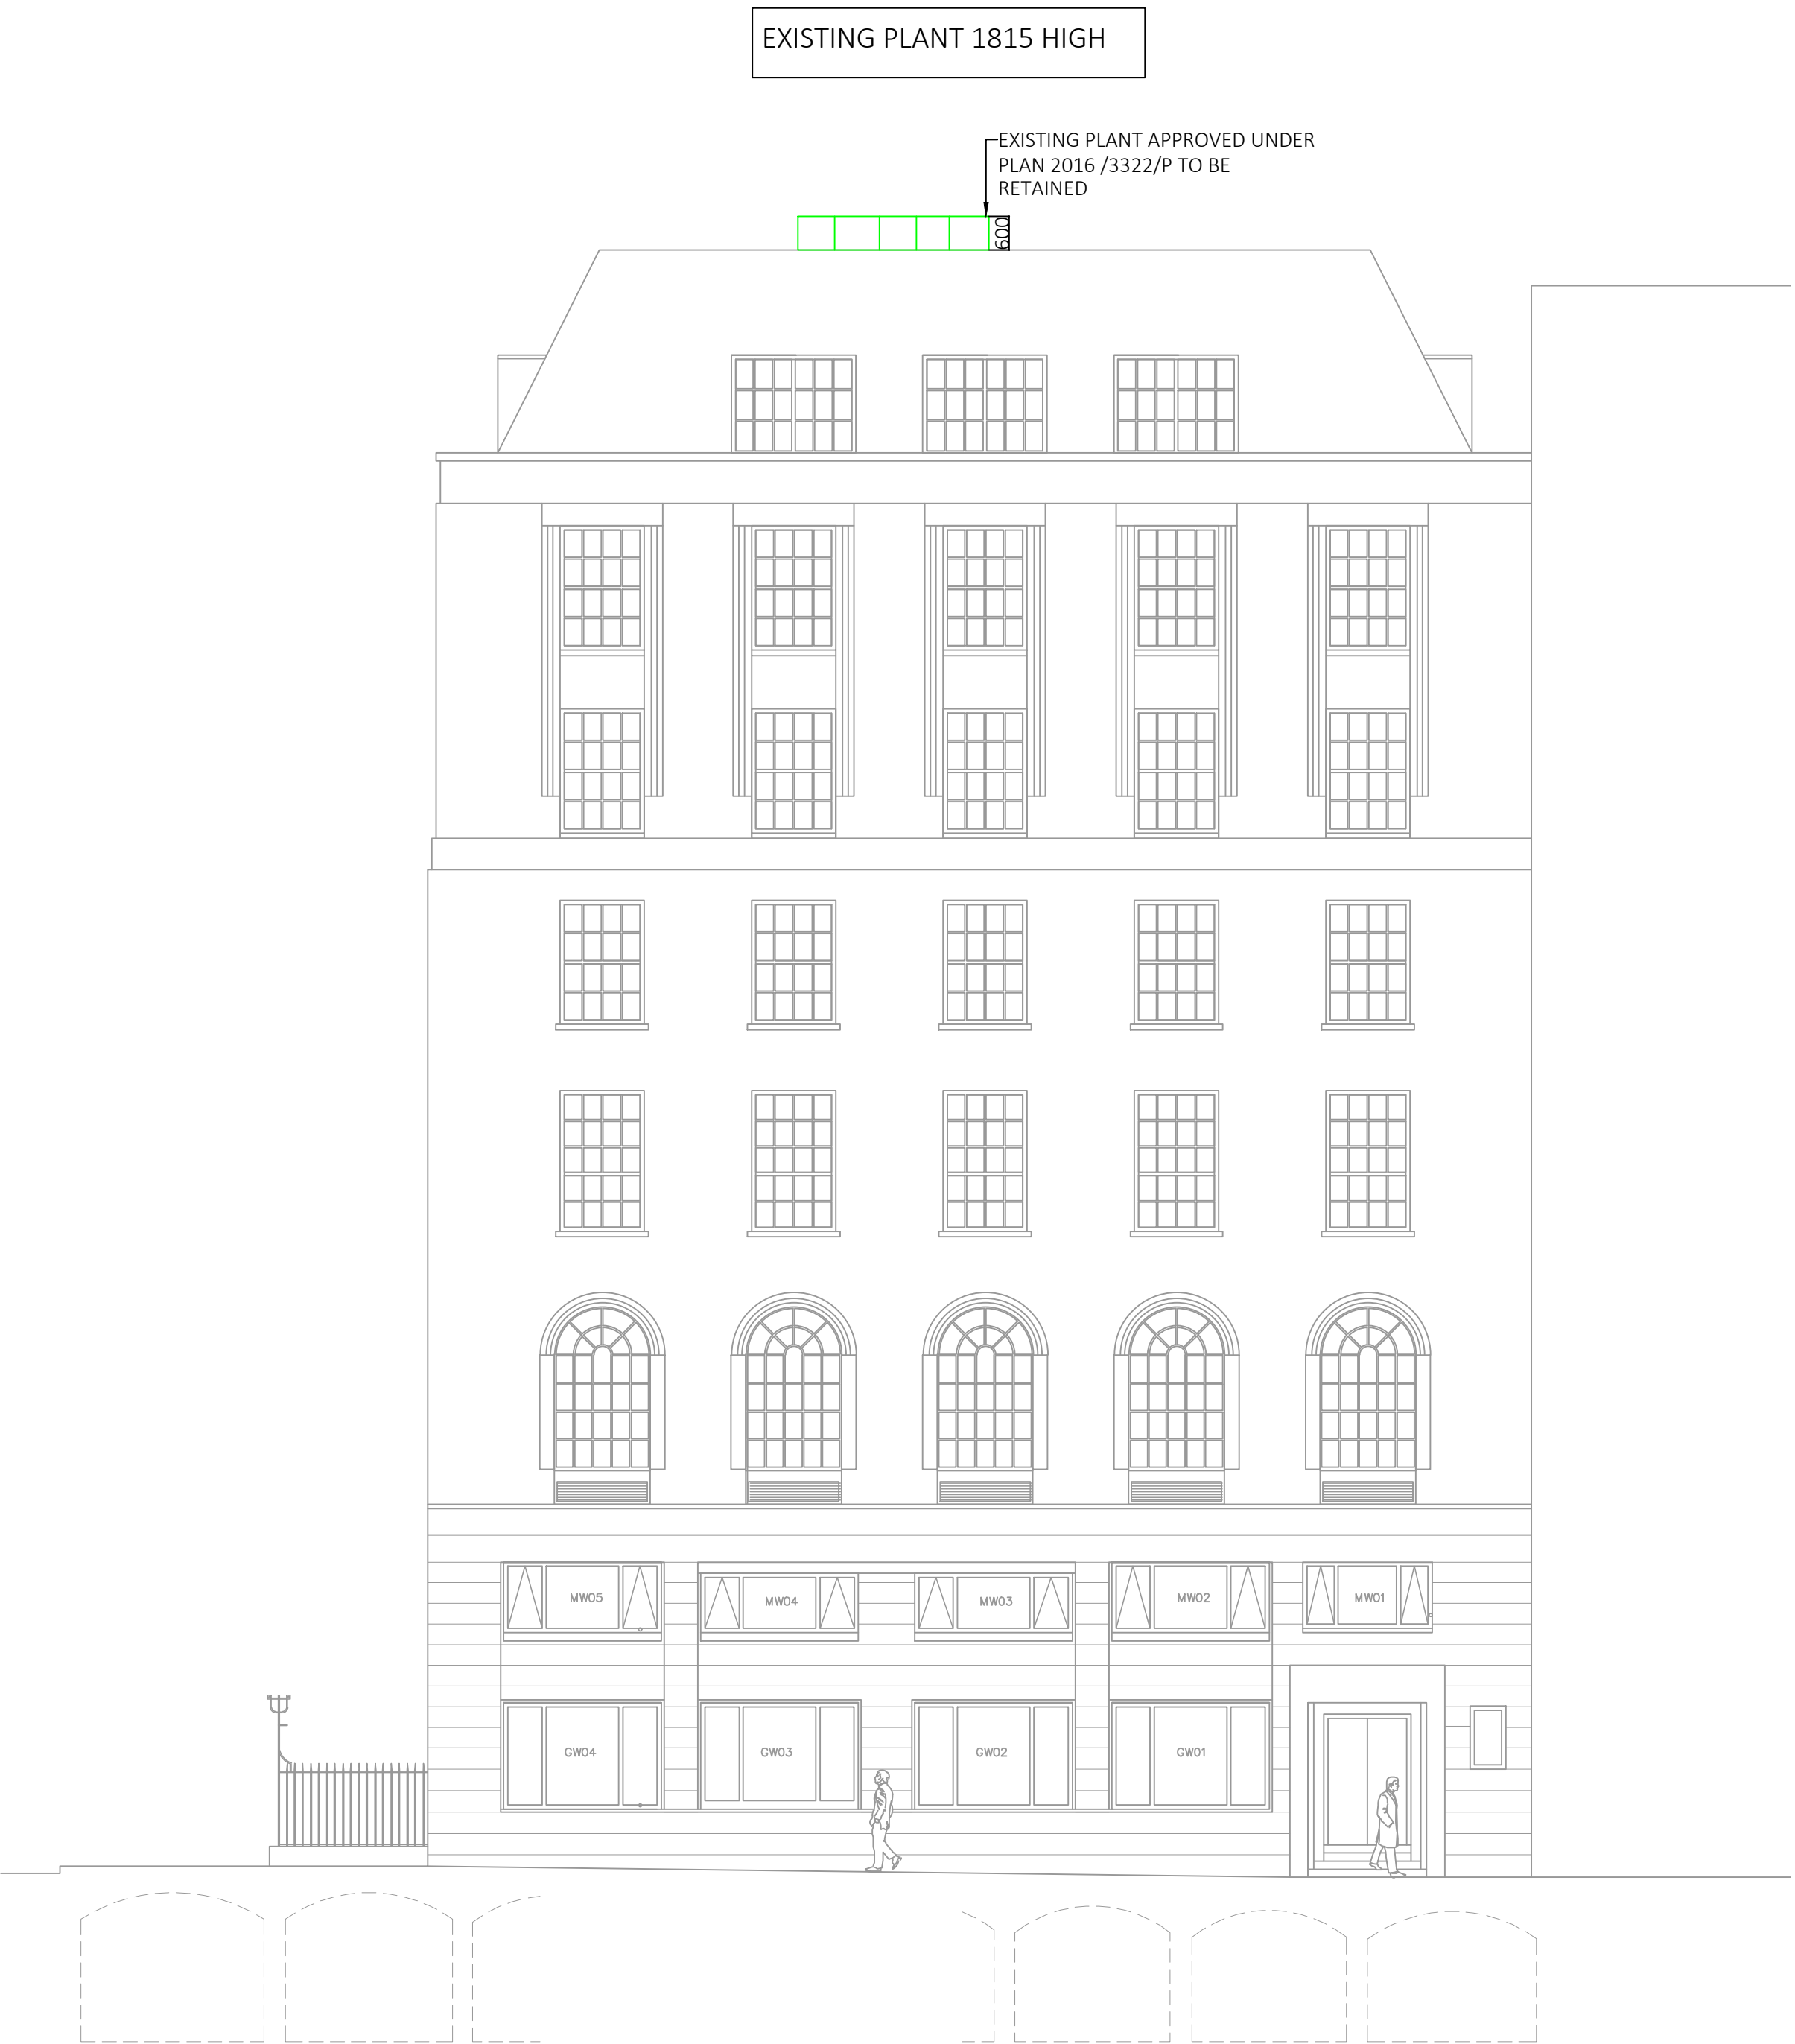 EXISTING PLANT 1815 HIGH
EXISTING PLANT APPROVED UNDER
PLAN 2016 /3322/P TO BE
RETAINED
600
MW05
MW04
MW03
MW02
MW01
GW04
GW03
GW02
GW01